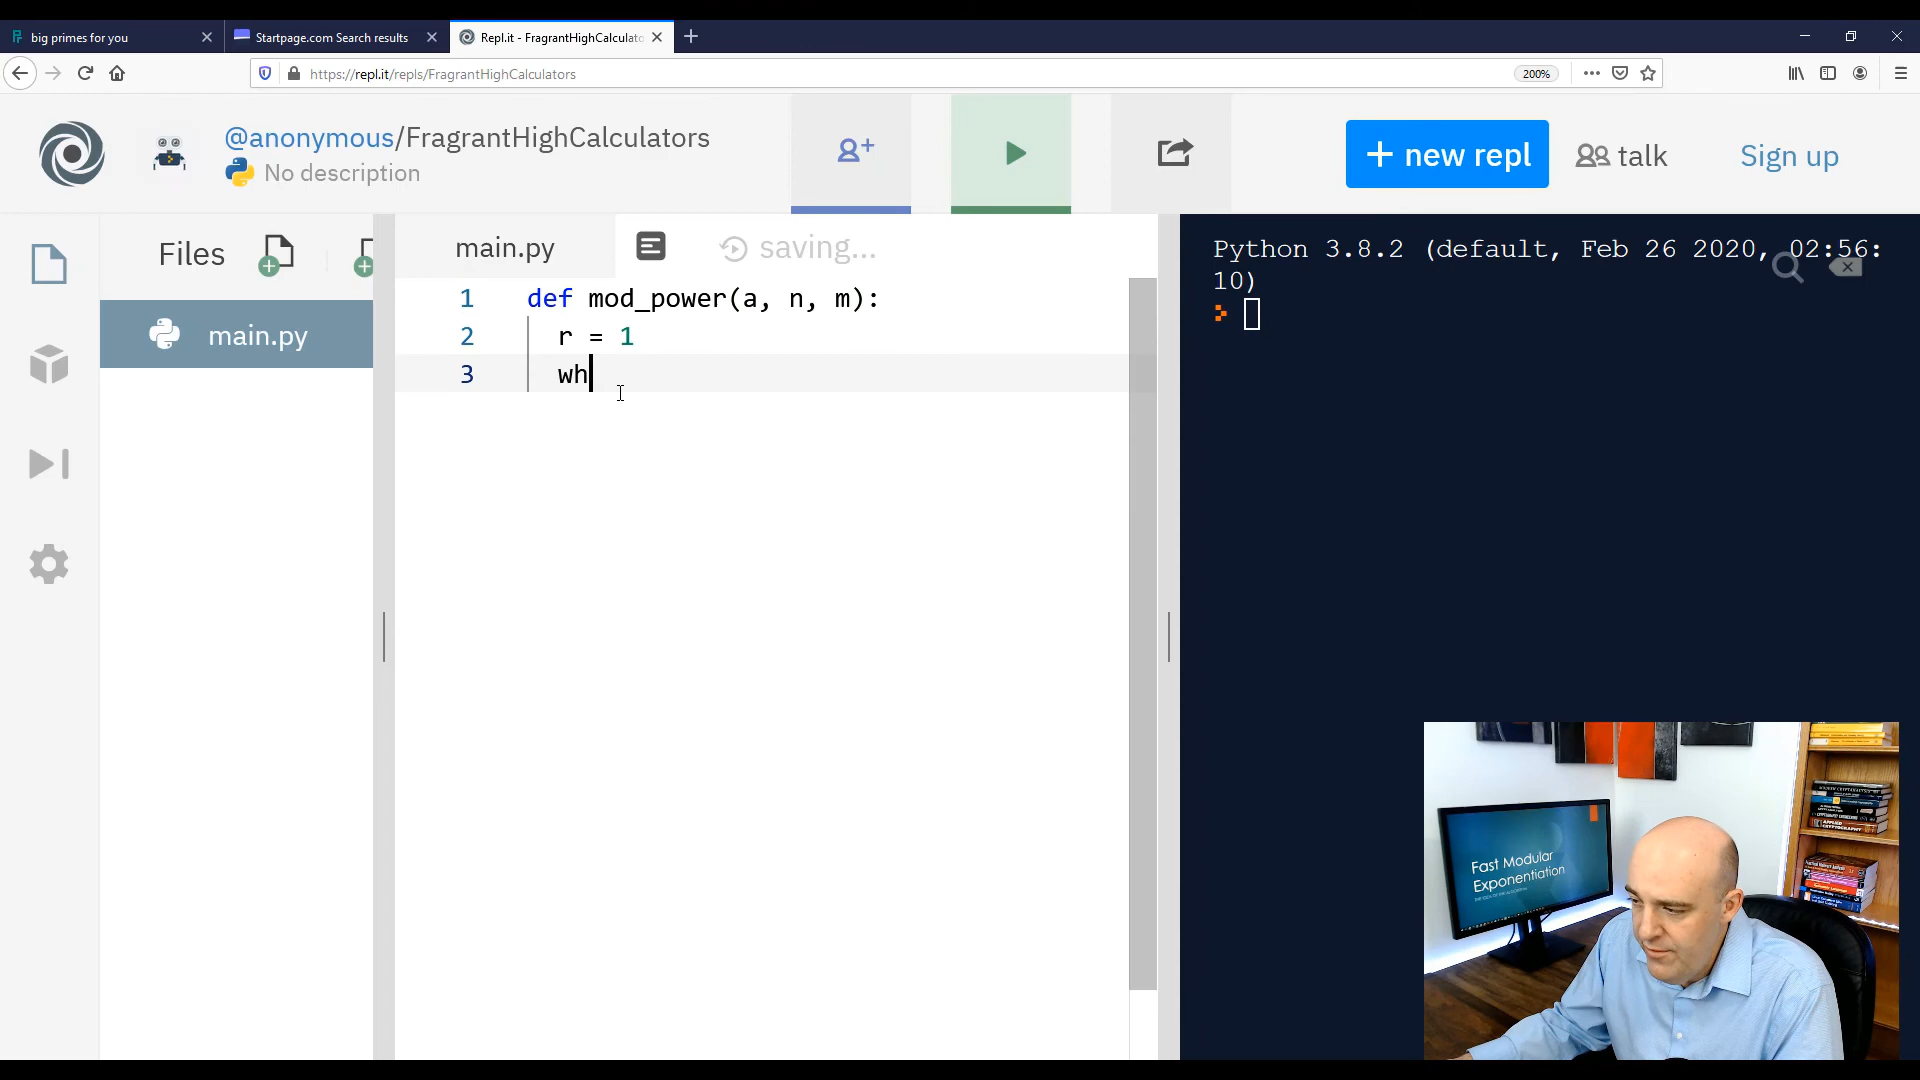 big primes for you
Startpage.com Search results
Repl.it - FragrantHighCalculato
https://repl.it/repls/FragrantHighCalculators
200%
@anonymous/FragrantHighCalculators
No description
+ new repl
talk
Sign up
Files
main.py
main.py
saving...
1 def mod_power(a, n, m):
2 r = 1
3 wh
Python 3.8.2 (default, Feb 26 2020, 02:56:
10)
Fast Modular
Exponentiation